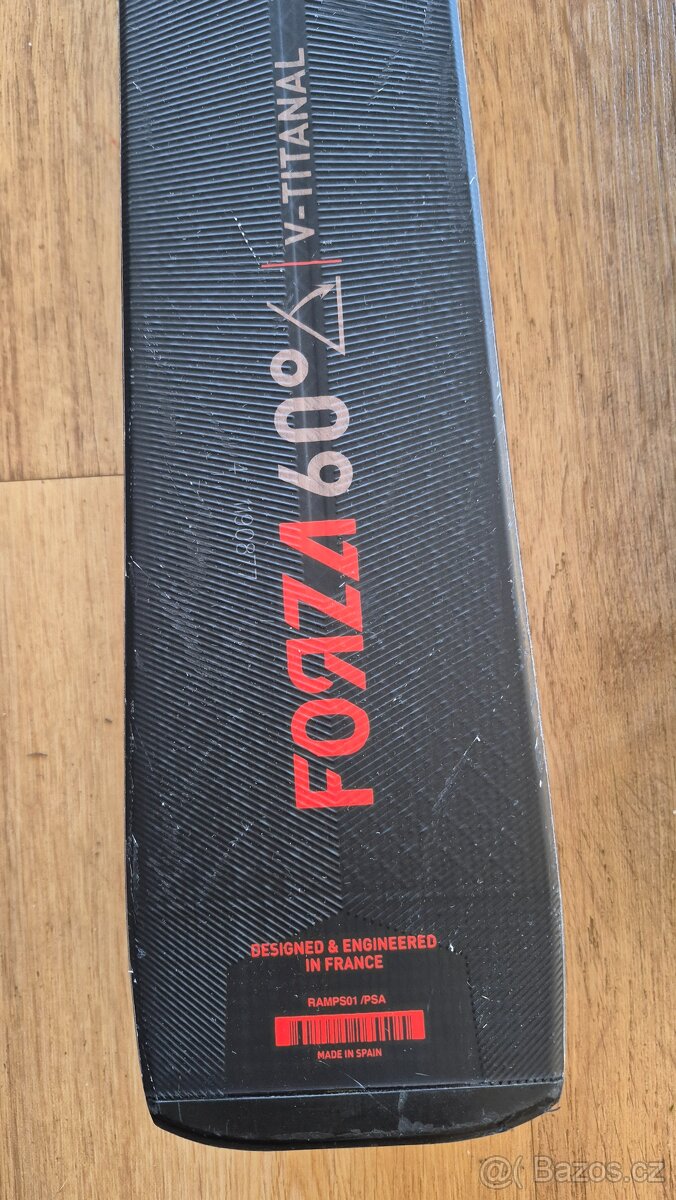 V-TITANAL
FORZA 60°
DESIGNED & ENGINEERED
IN FRANCE
RAMPS01 /PSA
MADE IN SPAIN
@ Bazos.cz